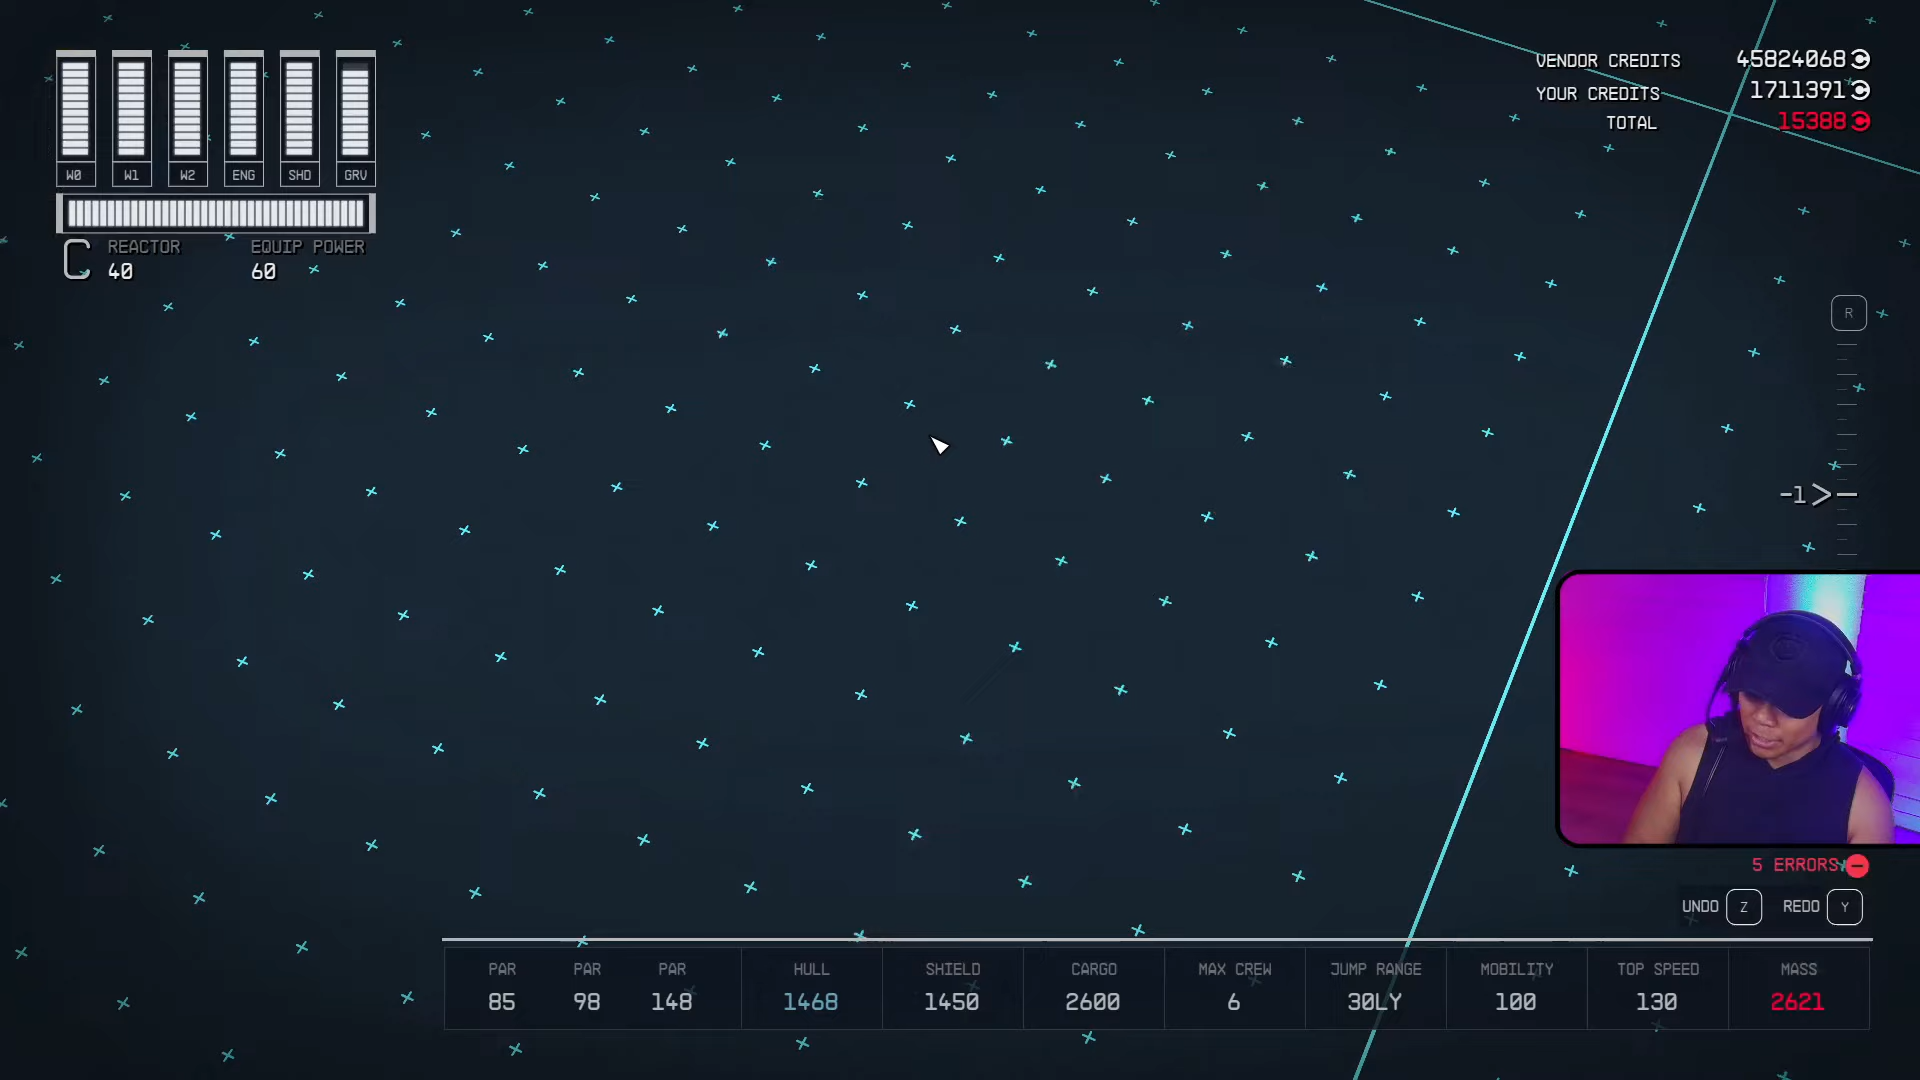 W0 W1 W2 ENG SHD GRV
C REACTOR EQUIP POWER
40 60
VENDOR CREDITS 45824068
YOUR CREDITS 1711391
TOTAL 15388
R
-1
5 ERRORS
UNDO Z REDO Y
PAR PAR PAR HULL SHIELD CARGO MAX CREW JUMP RANGE MOBILITY TOP SPEED MASS
85 98 148 1468 1450 2600 6 30LY 100 130 2621